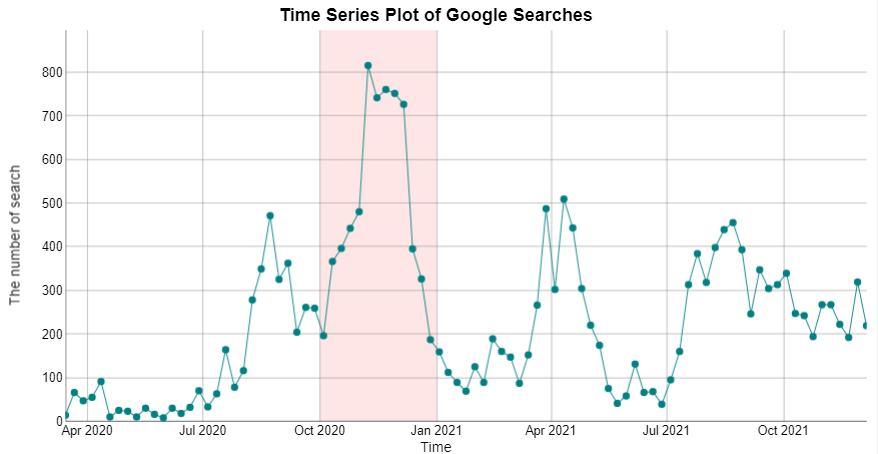 Time Series Plot of Google Searches
The number of search
800
700
600
500
400
300
200
100
0
Apr 2020 Jul 2020 Oct 2020 Jan 2021 Apr 2021 Jul 2021 Oct 2021
Time